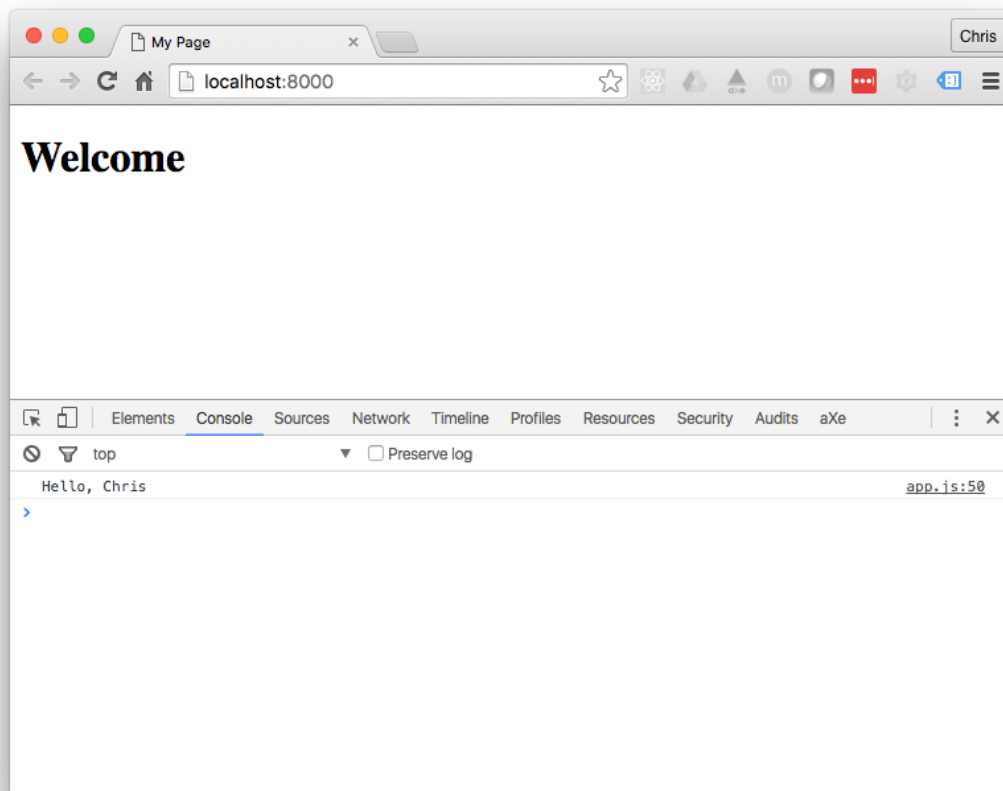 My Page
Chris
localhost:8000
Welcome
Elements Console Sources Network Timeline Profiles Resources Security Audits aXe
top Preserve log
Hello, Chris app.js:50